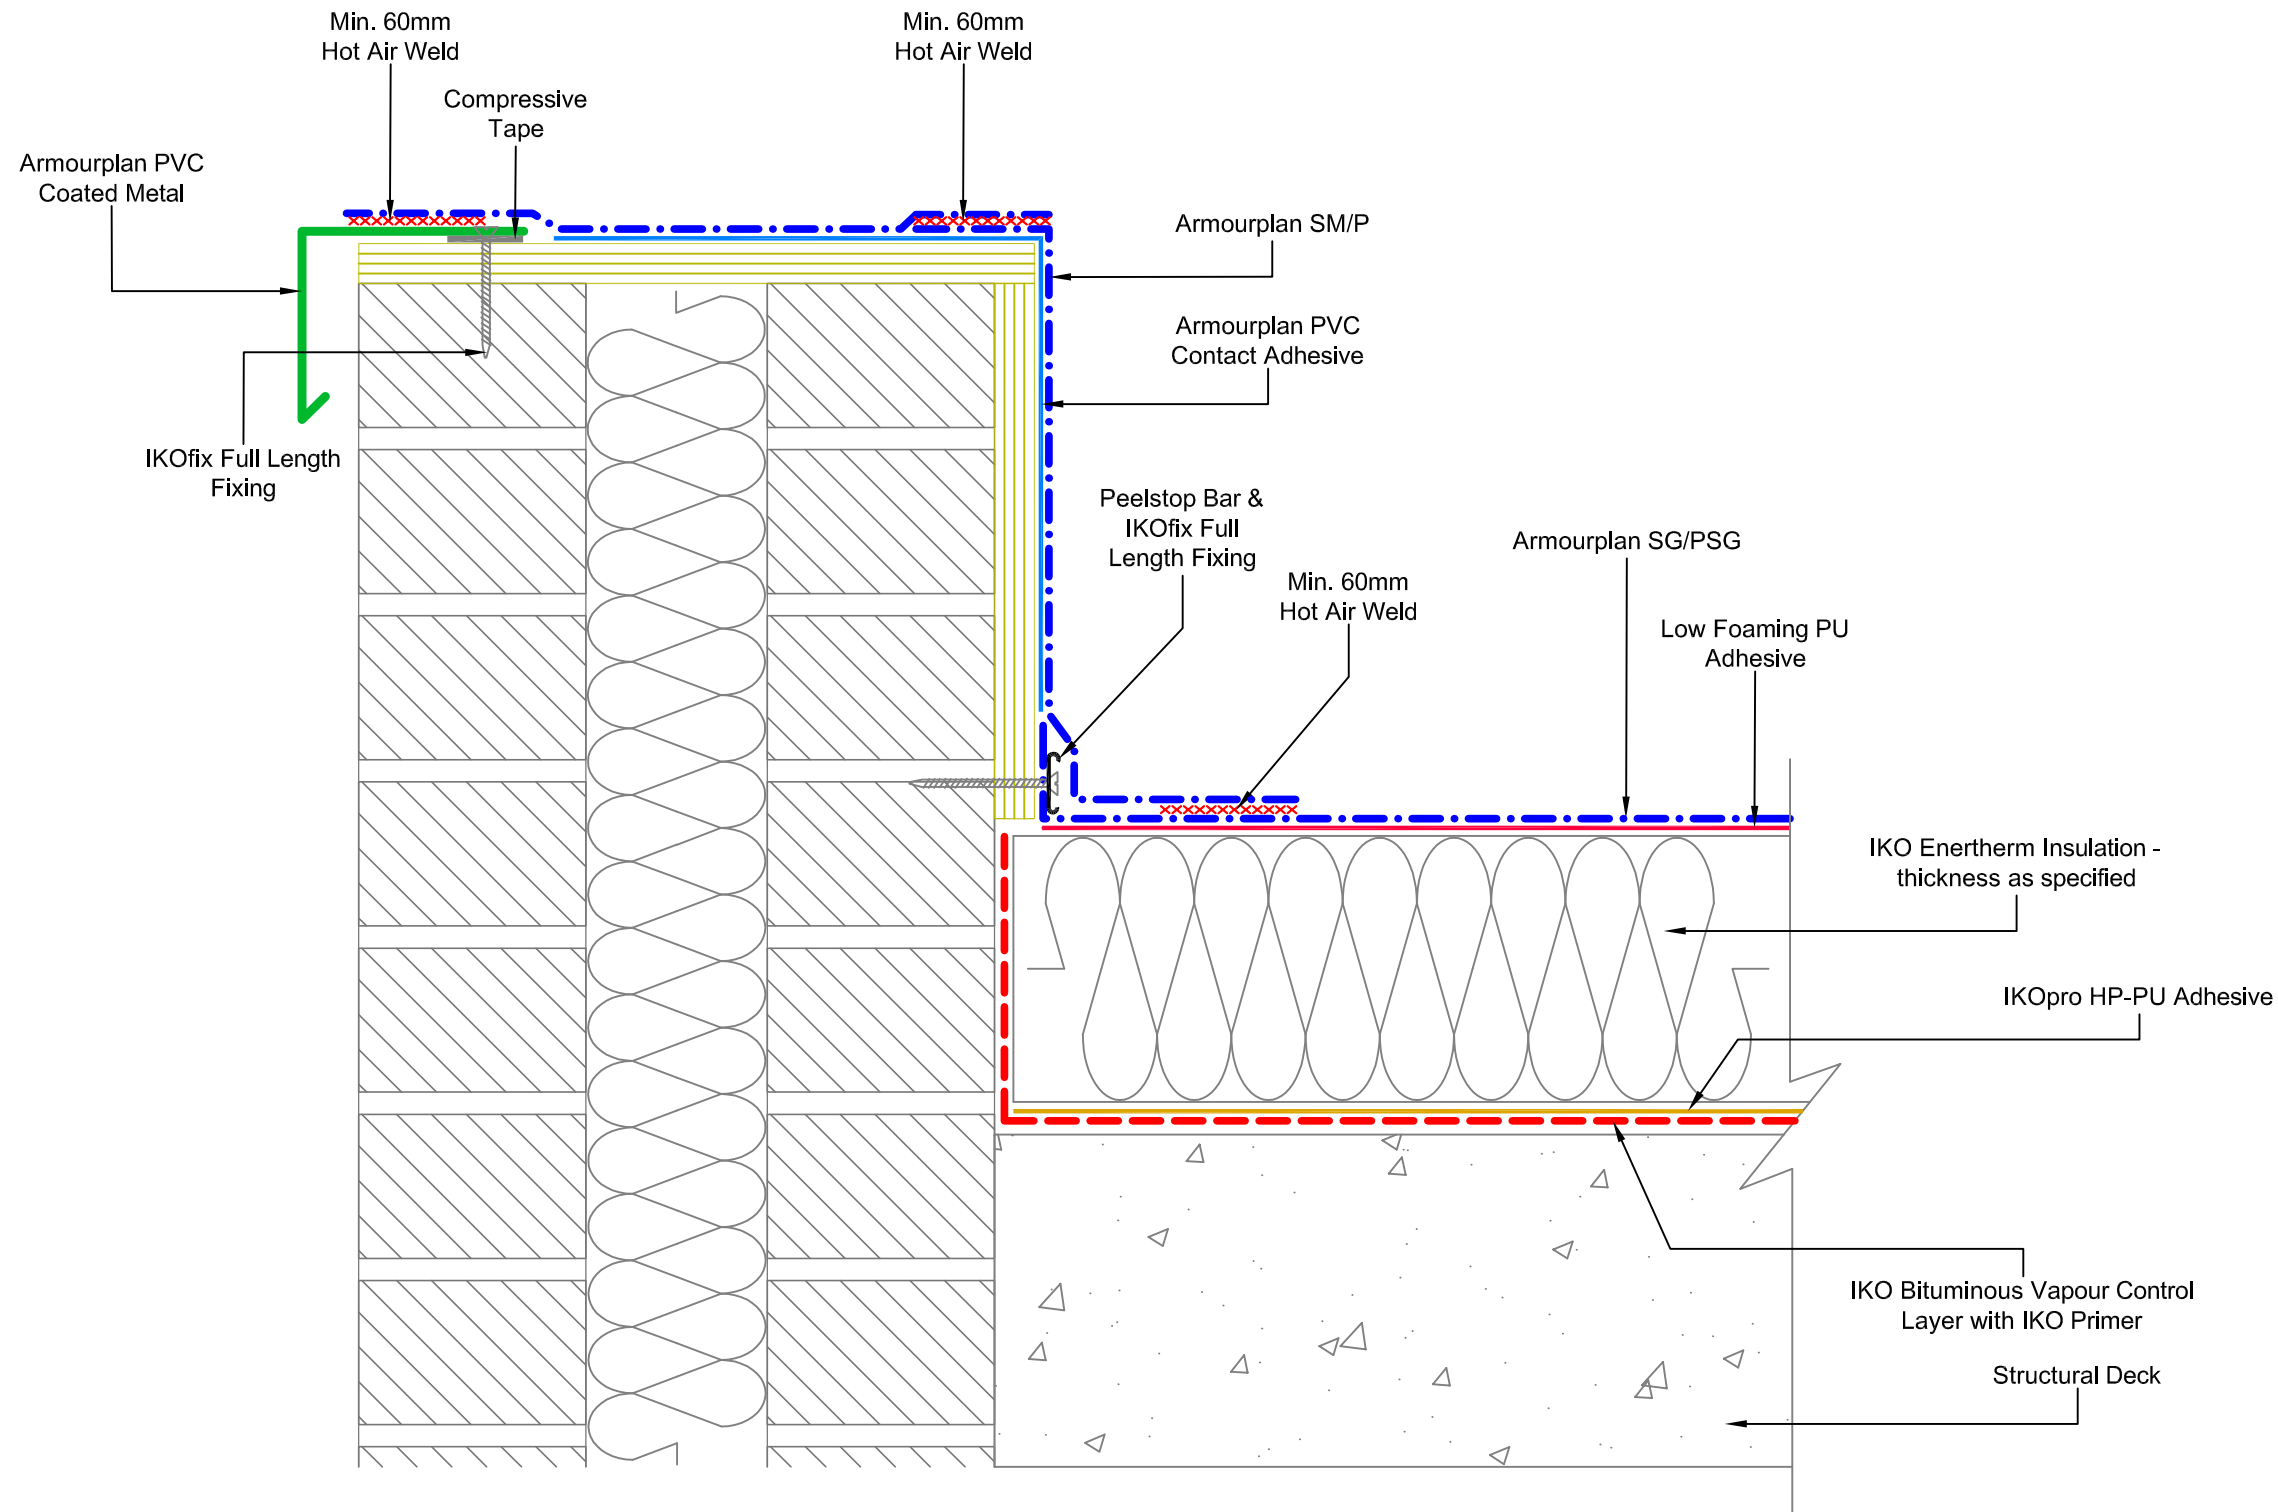 Min. 60mm
Hot Air Weld
Min. 60mm
Hot Air Weld
Compressive
Tape
Armourplan PVC
Coated Metal
Armourplan SM/P
Armourplan PVC
Contact Adhesive
IKOfix Full Length
Fixing
Peelstop Bar &
IKOfix Full
Length Fixing
Armourplan SG/PSG
Min. 60mm
Hot Air Weld
Low Foaming PU
Adhesive
IKO Enertherm Insulation -
thickness as specified
IKOpro HP-PU Adhesive
IKO Bituminous Vapour Control
Layer with IKO Primer
Structural Deck